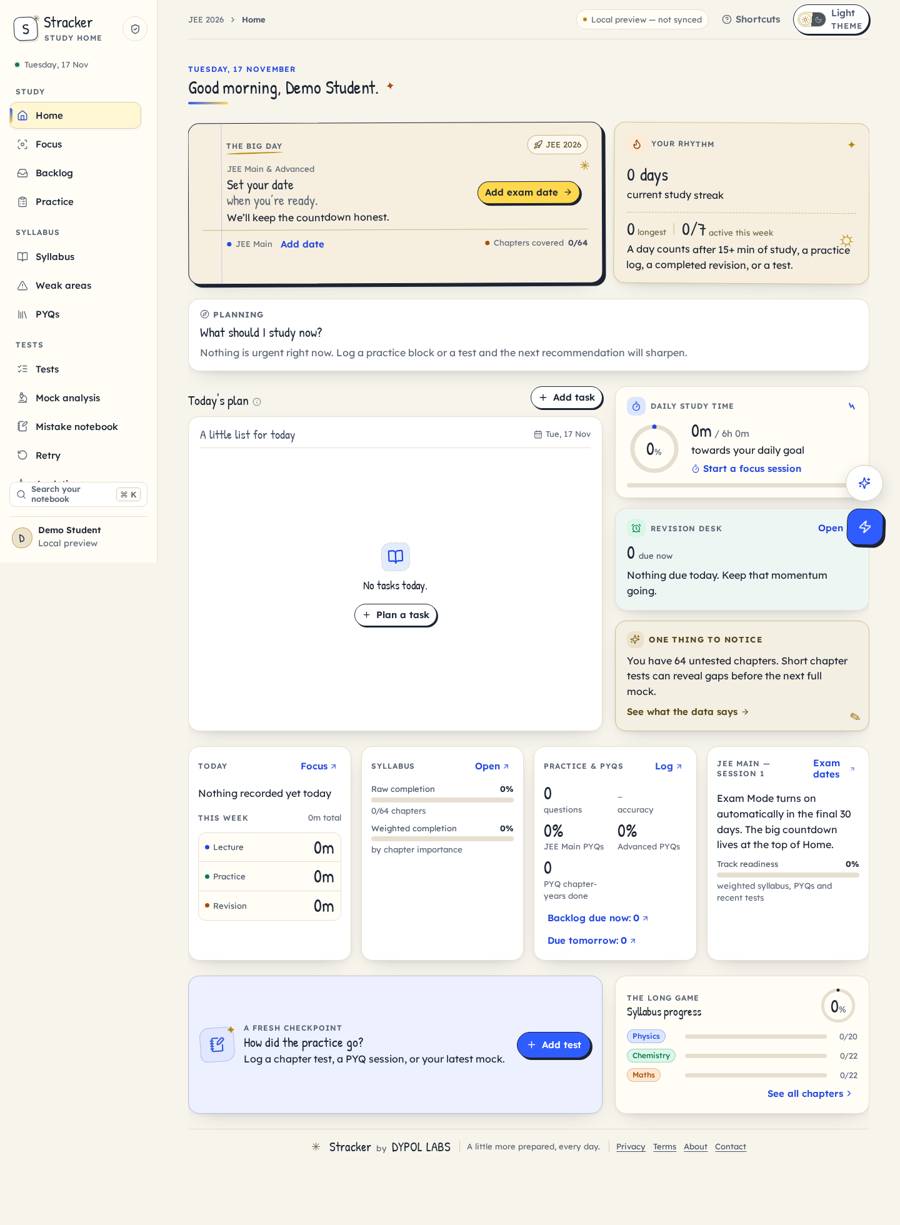 S
Stracker
STUDY HOME
Tuesday, 17 Nov
STUDY
Home
Focus
Backlog
Practice
SYLLABUS
Syllabus
Weak areas
PYQs
TESTS
Tests
Mock analysis
Mistake notebook
Retry
Search your
notebook
⌘ K
D
Demo Student
Local preview
JEE 2026 > Home
Local preview — not synced
Shortcuts
Light
THEME
TUESDAY, 17 NOVEMBER
Good morning, Demo Student.
THE BIG DAY
JEE 2026
JEE Main & Advanced
Set your date
when you're ready.
We'll keep the countdown honest.
Add exam date →
JEE Main Add date
Chapters covered 0/64
YOUR RHYTHM
0 days
current study streak
0 longest
0/7 active this week
A day counts after 15+ min of study, a practice
log, a completed revision, or a test.
PLANNING
What should I study now?
Nothing is urgent right now. Log a practice block or a test and the next recommendation will sharpen.
Today's plan
+ Add task
A little list for today
Tue, 17 Nov
No tasks today.
+ Plan a task
DAILY STUDY TIME
0%
0m / 6h 0m
towards your daily goal
Start a focus session
REVISION DESK
Open
0 due now
Nothing due today. Keep that momentum
going.
ONE THING TO NOTICE
You have 64 untested chapters. Short chapter
tests can reveal gaps before the next full
mock.
See what the data says →
TODAY
Focus ↗
Nothing recorded yet today
THIS WEEK
0m total
Lecture 0m
Practice 0m
Revision 0m
SYLLABUS
Open ↗
Raw completion 0%
0/64 chapters
Weighted completion 0%
by chapter importance
PRACTICE & PYQS
Log ↗
0
questions
–
accuracy
0%
JEE Main PYQs
0%
Advanced PYQs
0
PYQ chapter-
years done
Backlog due now: 0 ↗
Due tomorrow: 0 ↗
JEE MAIN —
SESSION 1
Exam
dates ↗
Exam Mode turns on
automatically in the final 30
days. The big countdown
lives at the top of Home.
Track readiness 0%
weighted syllabus, PYQs and
recent tests
A FRESH CHECKPOINT
How did the practice go?
Log a chapter test, a PYQ session, or your latest mock.
+ Add test
THE LONG GAME
Syllabus progress
0%
Physics 0/20
Chemistry 0/22
Maths 0/22
See all chapters >
Stracker by DYPOL LABS
A little more prepared, every day.
Privacy Terms About Contact